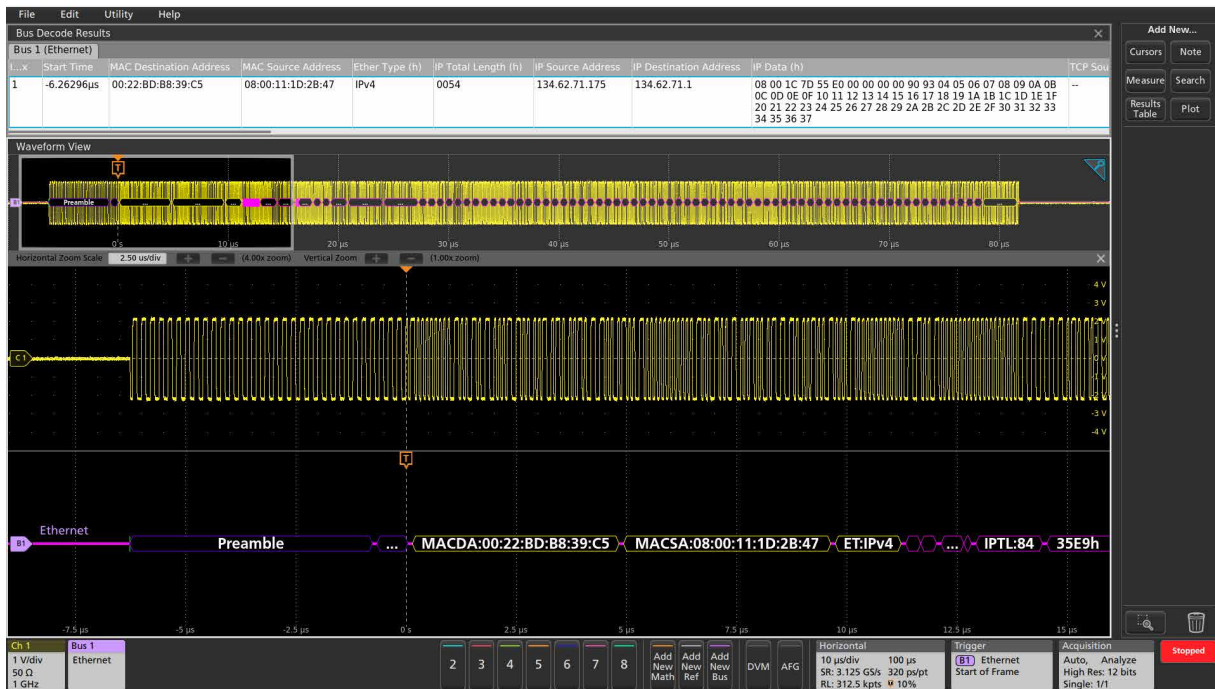 File Edit Utility Help
Add New...
Bus Decode Results
Bus 1 (Ethernet)
I...x Start Time MAC Destination Address MAC Source Address Ether Type (h) IP Total Length (h) IP Source Address IP Destination Address IP Data (h) TCP Sou
1 -6.26296µs 00:22:BD:B8:39:C5 08:00:11:1D:2B:47 IPv4 0054 134.62.71.175 134.62.71.1 08 00 1C 7D 55 E0 00 00 00 00 90 93 04 05 06 07 08 09 0A 0B --
0C 0D 0E 0F 10 11 12 13 14 15 16 17 18 19 1A 1B 1C 1D 1E 1F
20 21 22 23 24 25 26 27 28 29 2A 2B 2C 2D 2E 2F 30 31 32 33
34 35 36 37
Cursors Note
Measure Search
Results Table Plot
Waveform View
T
B1 Preamble ... ... ... ... ... ... ... ... ... ...
0 s 10 µs 20 µs 30 µs 40 µs 50 µs 60 µs 70 µs 80 µs
Horizontal Zoom Scale 2.50 us/div + − (4.00x zoom) Vertical Zoom + − (1.00x zoom)
4 V
3 V
2 V
1 V
C1 0 V
-1 V
-2 V
-3 V
-4 V
T
Ethernet
B1 Preamble ... MACDA:00:22:BD:B8:39:C5 MACSA:08:00:11:1D:2B:47 ET:IPv4 ... IPTL:84 35E9h
-7.5 µs -5 µs -2.5 µs 0 s 2.5 µs 5 µs 7.5 µs 10 µs 12.5 µs 15 µs
Ch 1
1 V/div
50 Ω
1 GHz
Bus 1
Ethernet
2 3 4 5 6 7 8
Add New Math
Add New Ref
Add New Bus
DVM AFG
Horizontal
10 µs/div 100 µs
SR: 3.125 GS/s 320 ps/pt
RL: 312.5 kpts 10%
Trigger
B1 Ethernet
Start of Frame
Acquisition
Auto, Analyze
High Res: 12 bits
Single: 1/1
Stopped